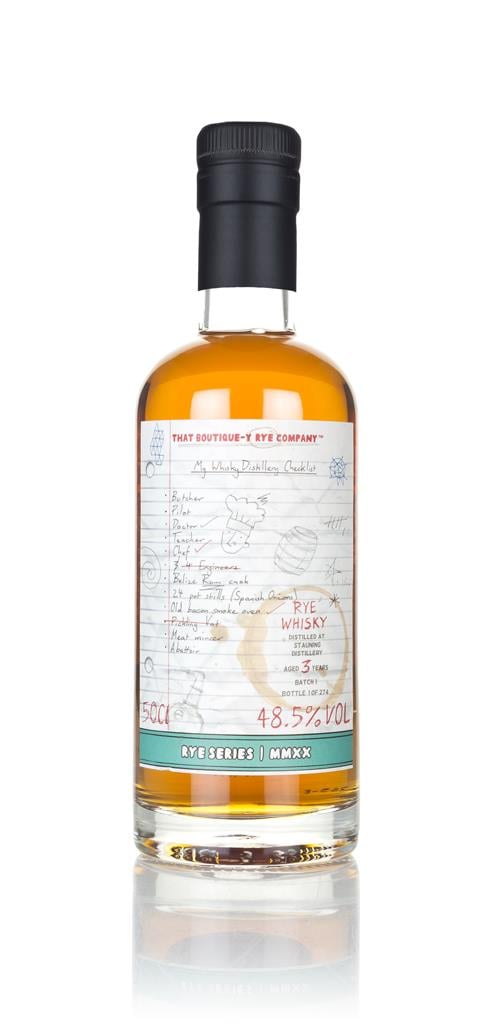 THAT BOUTIQUE-Y RYE COMPANY™
My Whisky Distillery Checklist
· Butcher
· Pilot
· Doctor
· Teacher
· Chef
· 3 4 Engineers
· Belize Rum cask
· 24 pot stills (Spanish Onions)
· Old bacon smoke oven
· Pickling Vat
· Meat mincer
· Abattoir
RYE
WHISKY
DISTILLED AT
STAUNING
DISTILLERY
AGED 3 YEARS
BATCH 1
BOTTLE 1 OF 274
50cl
48.5% VOL
RYE SERIES | MMXX